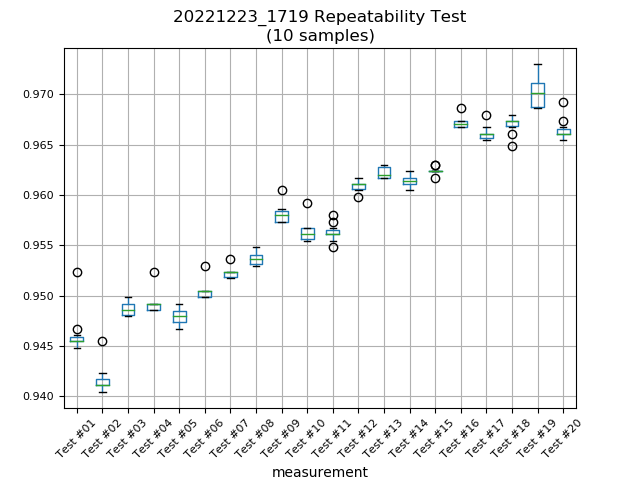 20221223_1719 Repeatability Test
(10 samples)
0.970
0.965
0.960
0.955
0.950
0.945
0.940
Test #01
Test #02
Test #03
Test #04
Test #05
Test #06
Test #07
Test #08
Test #09
Test #10
Test #11
Test #12
Test #13
Test #14
Test #15
Test #16
Test #17
Test #18
Test #19
Test #20
measurement